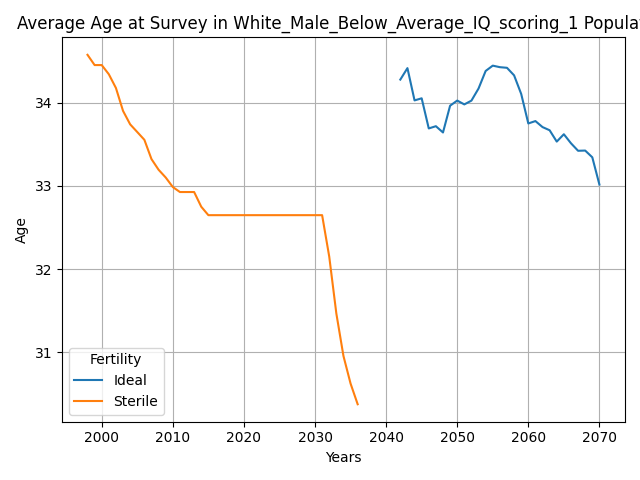 Average Age at Survey in White_Male_Below_Average_IQ_scoring_1 Popula
Age
34
33
32
31
Fertility
Ideal
Sterile
2000 2010 2020 2030 2040 2050 2060 2070
Years